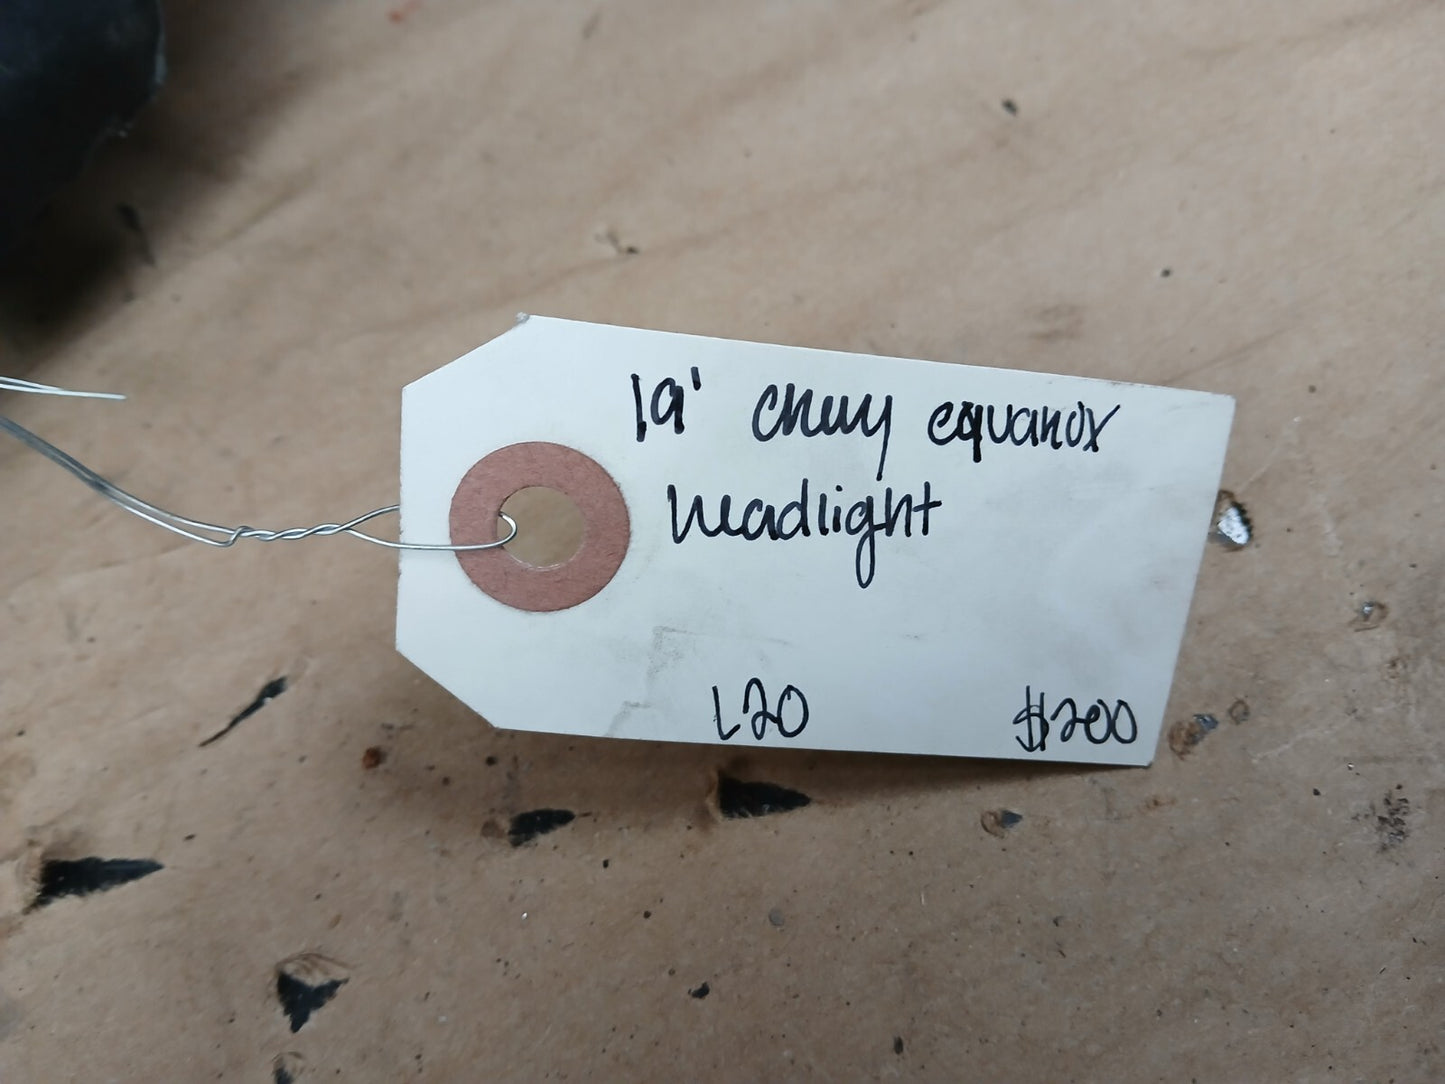 19' chevy equanox
headlight
L20 $200